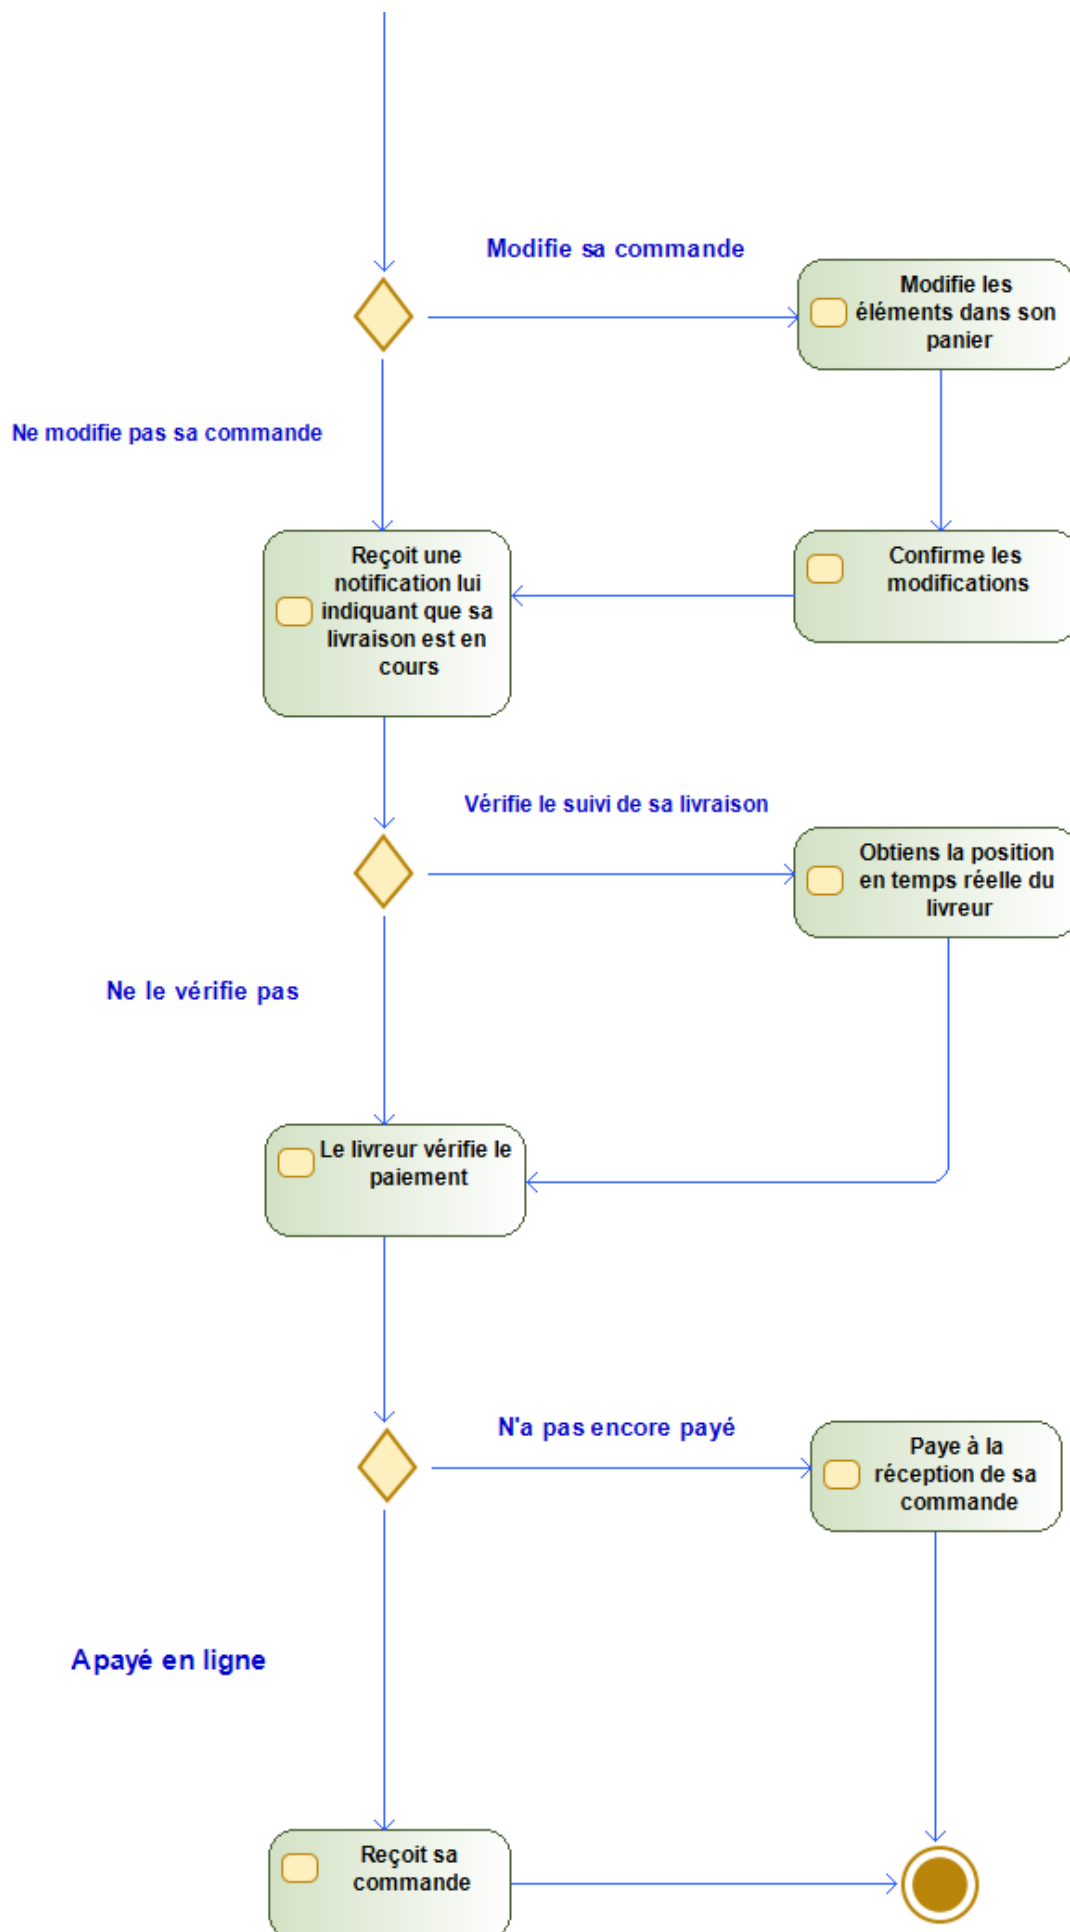 Modifie sa commande
Modifie les
éléments dans son
panier
Ne modifie pas sa commande
Reçoit une
notification lui
indiquant que sa
livraison est en
cours
Confirme les
modifications
Vérifie le suivi de sa livraison
Obtiens la position
en temps réelle du
livreur
Ne le vérifie pas
Le livreur vérifie le
paiement
N'a pas encore payé
Paye à la
réception de sa
commande
A payé en ligne
Reçoit sa
commande